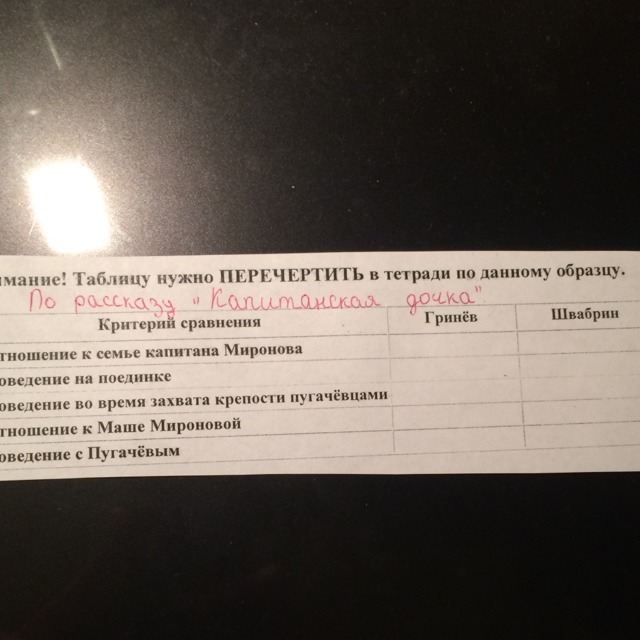 имание! Таблицу нужно ПЕРЕЧЕРТИТЬ в тетради по данному образцу.
По рассказу "Капитанская дочка"
Критерий сравнения Гринёв Швабрин
тношение к семье капитана Миронова
оведение на поединке
оведение во время захвата крепости пугачёвцами
тношение к Маше Мироновой
оведение с Пугачёвым